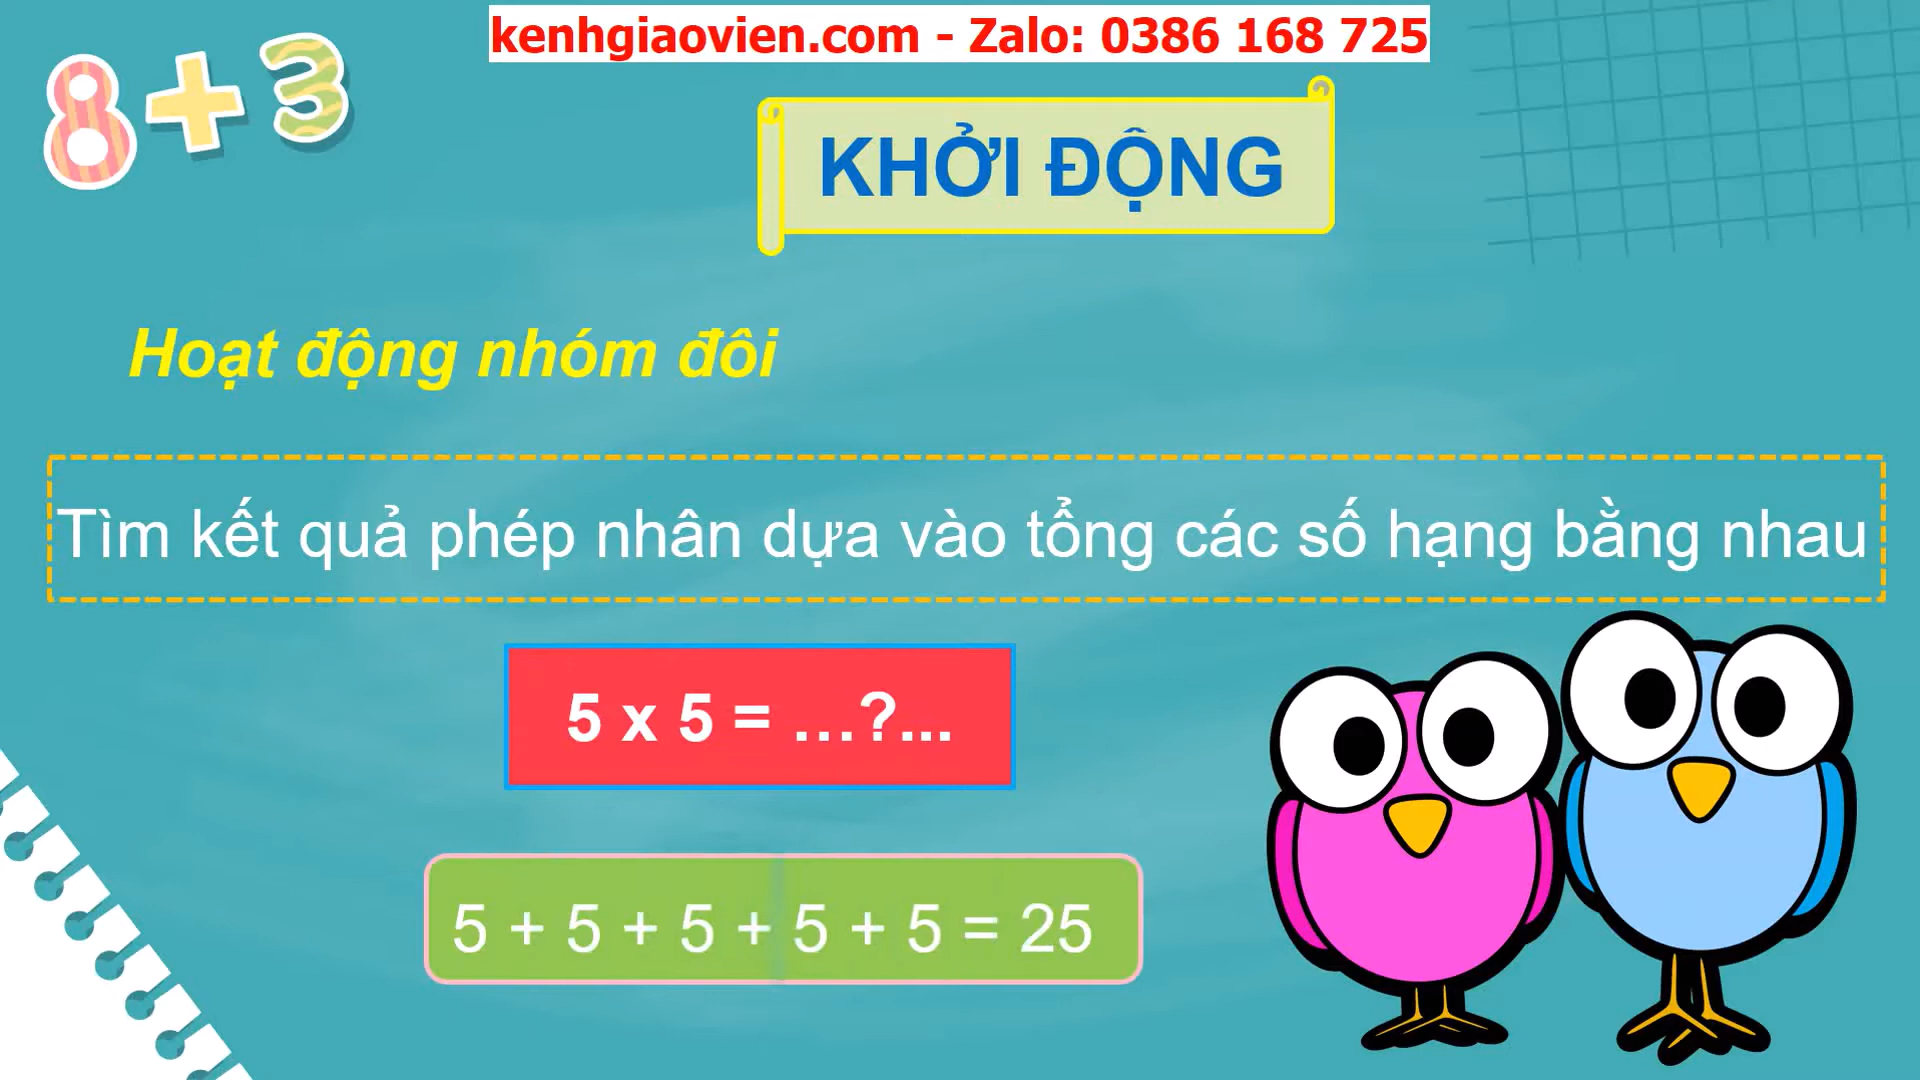 kenhgiaovien.com - Zalo: 0386 168 725
8+3
KHỞI ĐỘNG
Hoạt động nhóm đôi
Tìm kết quả phép nhân dựa vào tổng các số hạng bằng nhau
5 x 5 = …?...
5 + 5 + 5 + 5 + 5 = 25